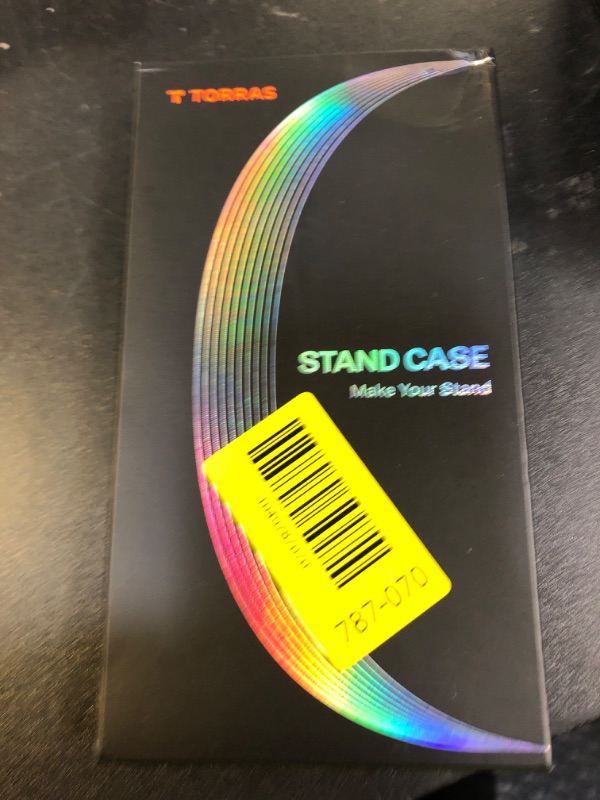 TORRAS
STAND CASE
Make Your Stand
787-070